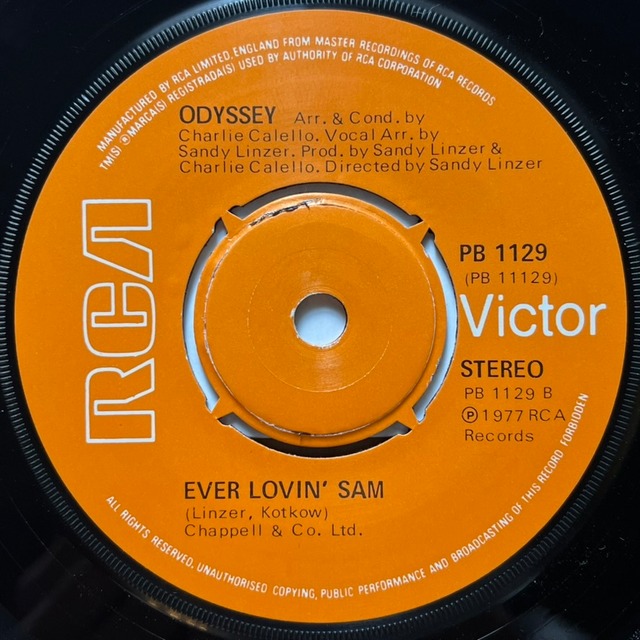 MANUFACTURED BY RCA LIMITED, ENGLAND FROM MASTER RECORDINGS OF RCA RECORDS
TM(S) ® MARCA(S) REGISTRADA(S) USED BY AUTHORITY OF RCA CORPORATION
ODYSSEY Arr. & Cond. by
Charlie Calello. Vocal Arr. by
Sandy Linzer. Prod. by Sandy Linzer &
Charlie Calello. Directed by Sandy Linzer
RCA
PB 1129
(PB 11129)
Victor
STEREO
PB 1129 B
℗ 1977 RCA
Records
EVER LOVIN' SAM
(Linzer, Kotkow)
Chappell & Co. Ltd.
ALL RIGHTS RESERVED. UNAUTHORISED COPYING, PUBLIC PERFORMANCE AND BROADCASTING OF THIS RECORD FORBIDDEN